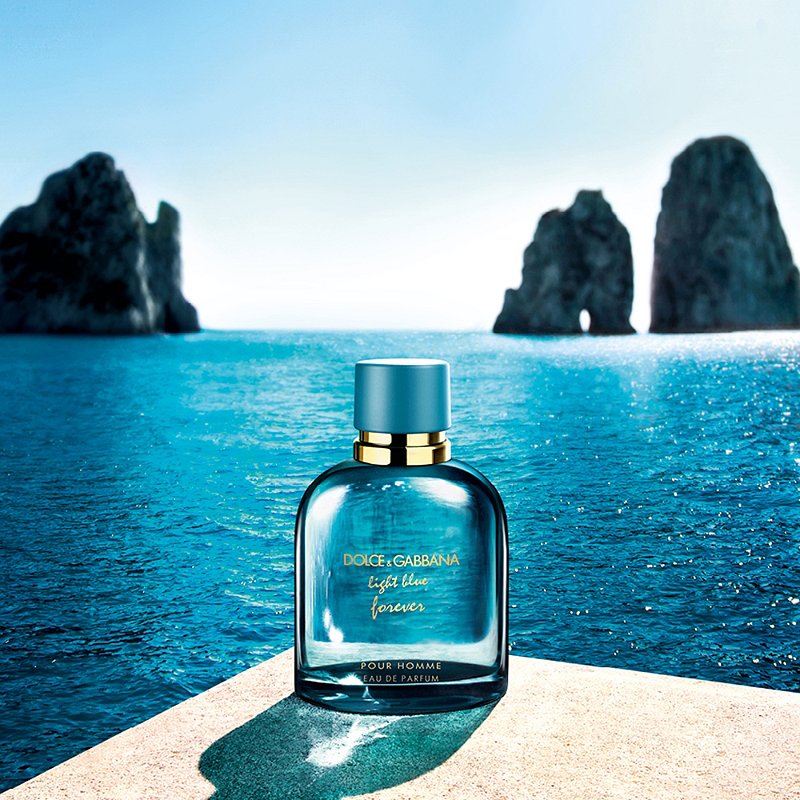 DOLCE & GABBANA
light blue
forever
POUR HOMME
EAU DE PARFUM